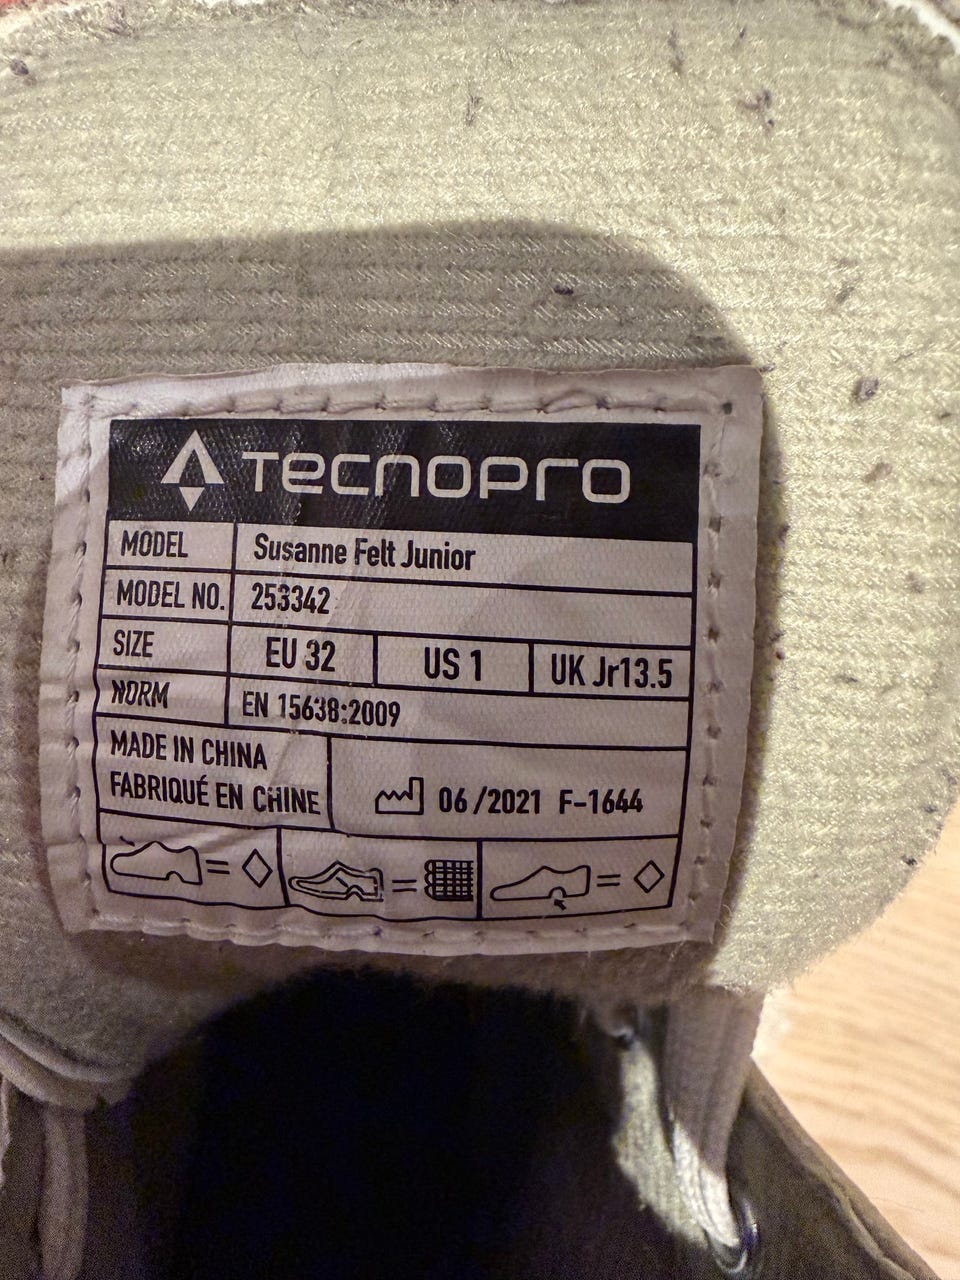 TECNOPRO
MODEL Susanne Felt Junior
MODEL NO. 253342
SIZE EU 32 US 1 UK Jr13.5
NORM EN 15638:2009
MADE IN CHINA
FABRIQUÉ EN CHINE
06/2021 F-1644
= =  =